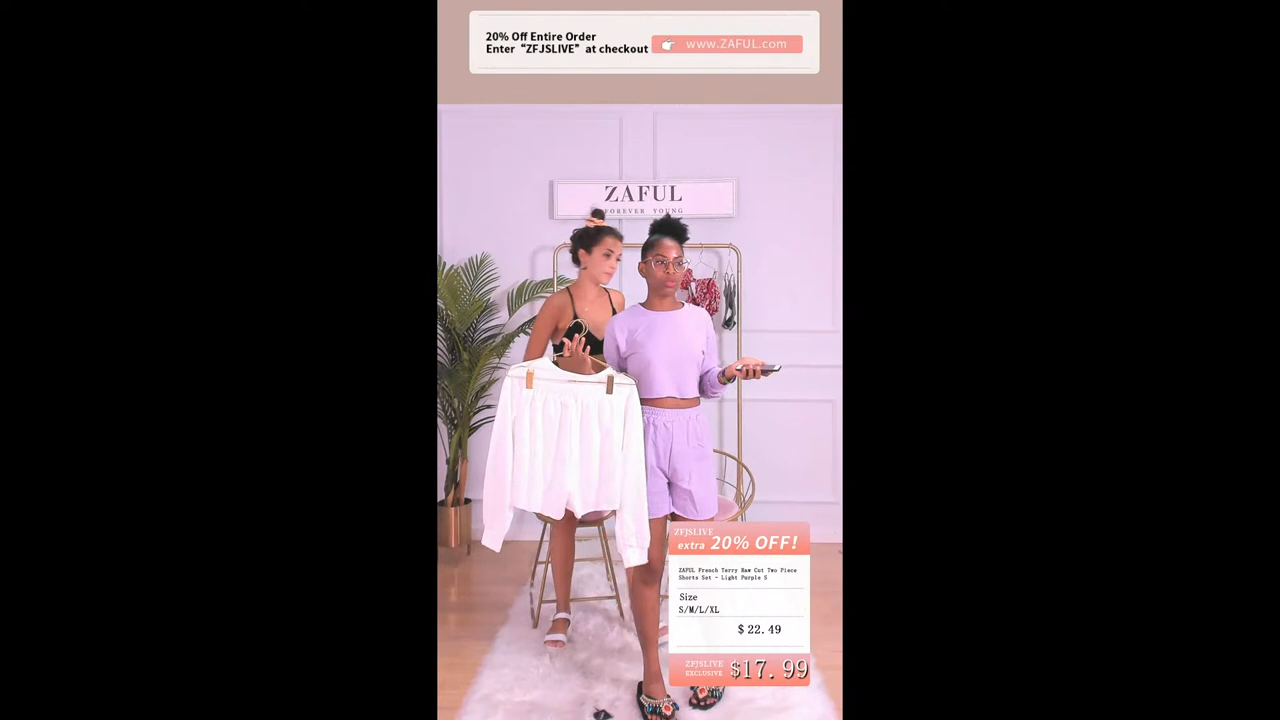 20% Off Entire Order
Enter “ZFJSLIVE” at checkout
www.ZAFUL.com
ZAFUL
FOREVER YOUNG
ZFJSLIVE
extra 20% OFF!
ZAFUL French Terry Raw Cut Two Piece
Shorts Set - Light Purple S
Size
S/M/L/XL
$ 22.49
ZFJSLIVE
EXCLUSIVE
$17.99